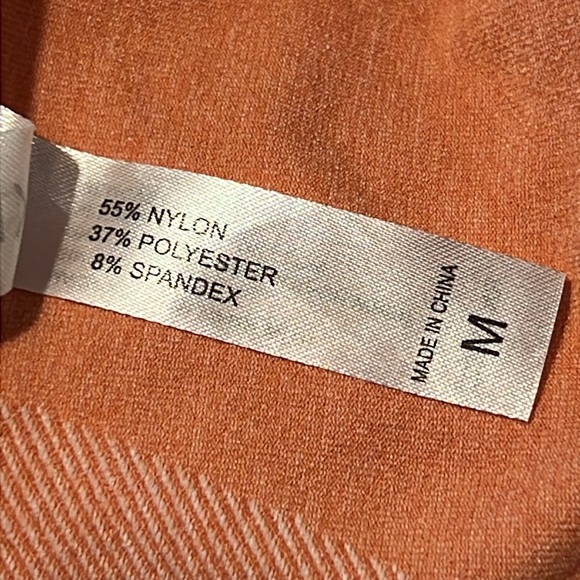 55% NYLON
37% POLYESTER
8% SPANDEX
MADE IN CHINA
M